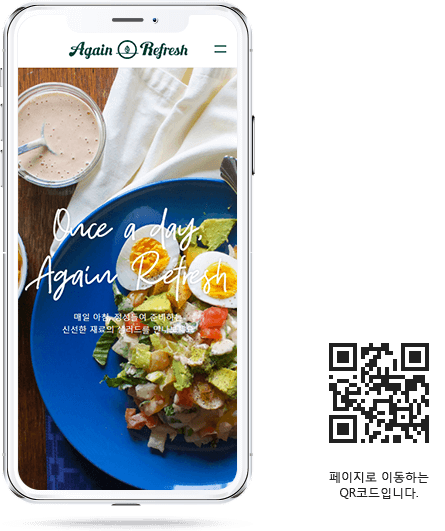 Again Refresh
Once a day,
Again Refresh
매일 아침, 정성들여 준비하는
신선한 재료의 샐러드를 만나보세요
페이지로 이동하는
QR코드입니다.